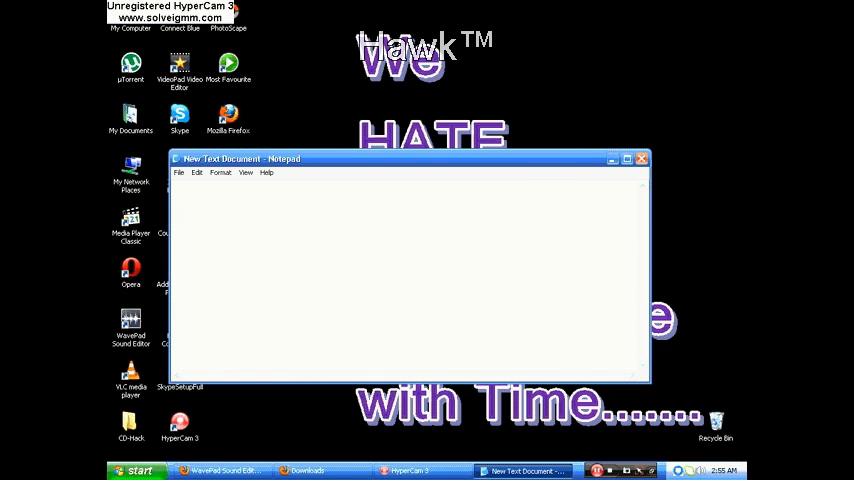 Unregistered HyperCam 3
www.solveigmm.com
My Computer
Connect Blue
PhotoScape
Hawk™
We
µTorrent
VideoPad Video
Editor
Most Favourite
My Documents
Skype
Mozilla Firefox
HATE
New Text Document - Notepad
File Edit Format View Help
My Network
Places
Media Player
Classic
Opera
WavePad
Sound Editor
VLC media
player
SkypeSetupFull
with Time.......
CD-Hack
HyperCam 3
Recycle Bin
start
WavePad Sound Edit...
Downloads
HyperCam 3
New Text Document -...
2:55 AM